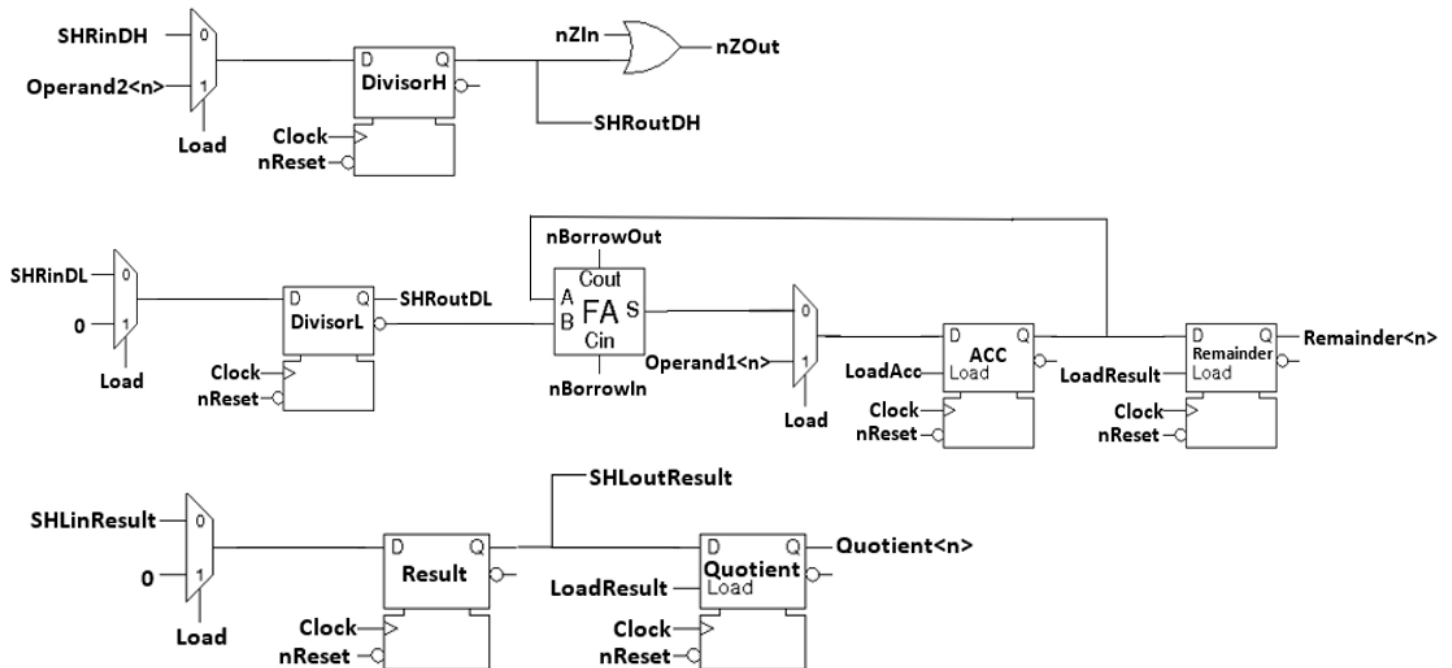 SHRinDH
0
Operand2<n>
1
Load
D Q
DivisorH
Clock
nReset
nZIn
nZOut
SHRoutDH
SHRinDL
0
0
1
Load
D Q
DivisorL
SHRoutDL
Clock
nReset
nBorrowOut
Cout
A
FA S
B
Cin
nBorrowIn
0
Operand1<n>
1
Load
D Q
ACC
LoadAcc
Load
Clock
nReset
D Q
Remainder
LoadResult
Load
Remainder<n>
Clock
nReset
SHLinResult
0
0
1
Load
SHLoutResult
D Q
Result
Clock
nReset
D Q
Quotient
LoadResult
Load
Quotient<n>
Clock
nReset